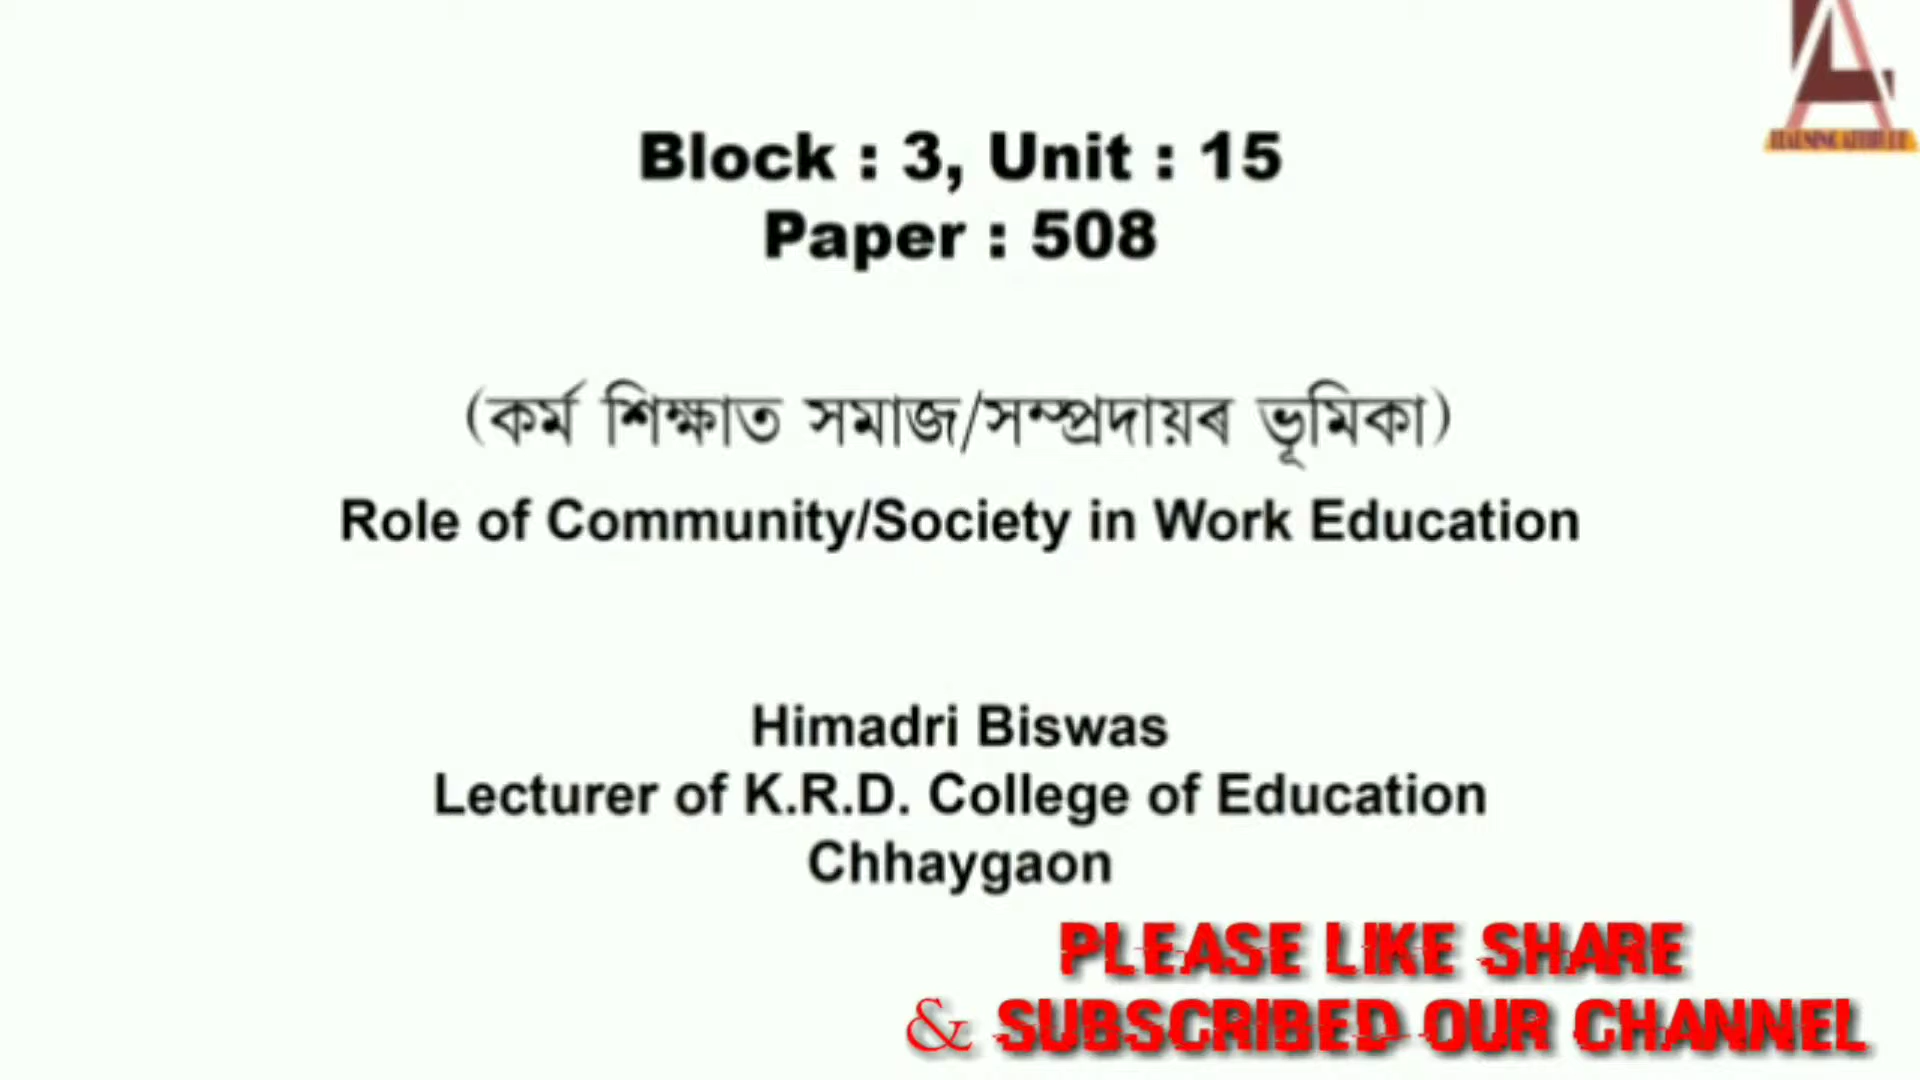 Block : 3, Unit : 15
Paper : 508
(কৰ্ম শিক্ষাত সমাজ/সম্প্ৰদায়ৰ ভূমিকা)
Role of Community/Society in Work Education
Himadri Biswas
Lecturer of K.R.D. College of Education
Chhaygaon
PLEASE LIKE SHARE
& SUBSCRIBED OUR CHANNEL